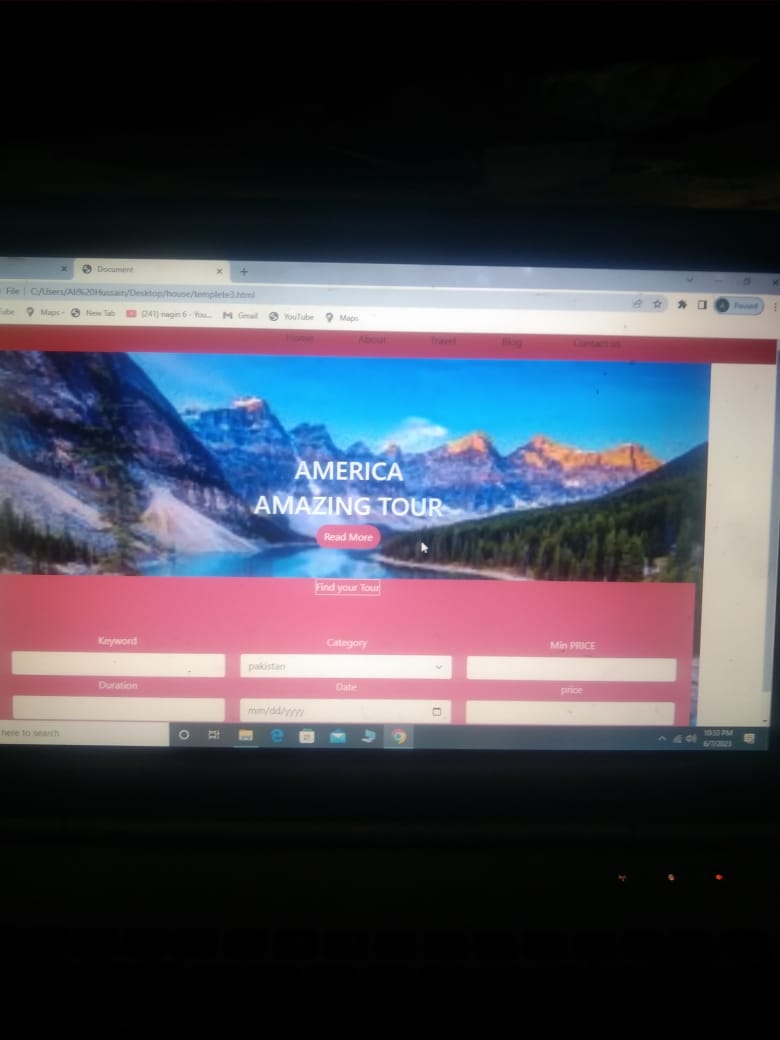 Document
File C:/Users/Ali%20Hussain/Desktop/house/templete3.html
Paused
Tube Maps New Tab (241) nagin 6 - You... Gmail YouTube Maps
Home About Travel Blog Contact us
AMERICA
AMAZING TOUR
Read More
Find your Tour
Keyword Category Min PRICE
pakistan
Duration Date price
mm/dd/yyyy
here to search
10:55 PM
6/7/2023